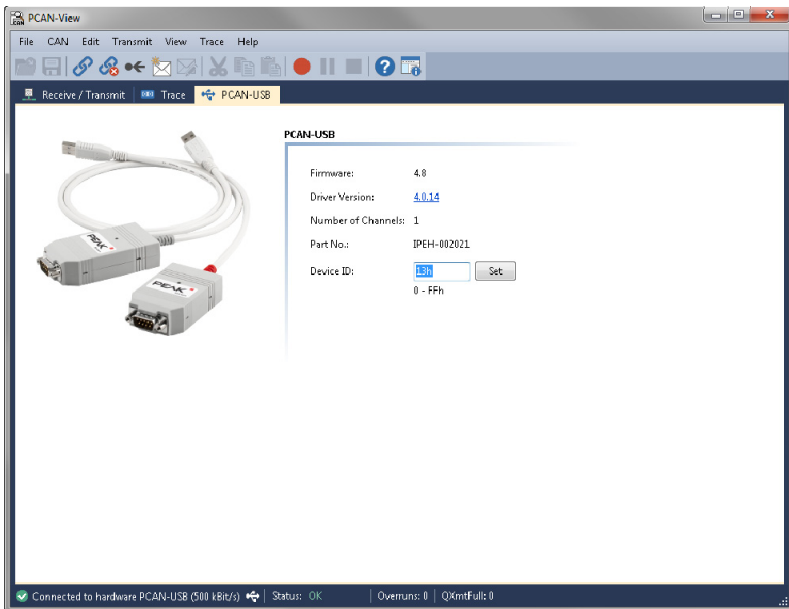 PCAN-View
File CAN Edit Transmit View Trace Help
Receive / Transmit Trace PCAN-USB
PCAN-USB
Firmware: 4.8
Driver Version: 4.0.14
Number of Channels: 1
Part No.: IPEH-002021
Device ID: 13h Set
0 - FFh
PEAK
PEAK
Connected to hardware PCAN-USB (500 kBit/s) Status: OK Overruns: 0 QXmtFull: 0